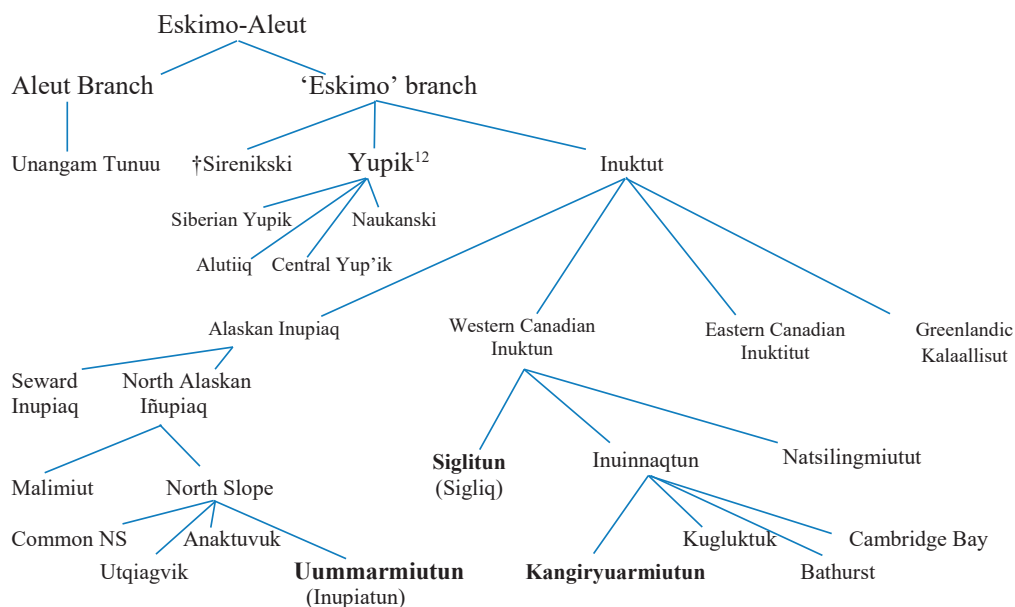 Eskimo-Aleut
Aleut Branch
‘Eskimo’ branch
Unangam Tunuu
†Sirenikski
Yupik¹²
Inuktut
Siberian Yupik
Naukanski
Alutiiq
Central Yup’ik
Alaskan Inupiaq
Western Canadian
Inuktun
Eastern Canadian
Inuktitut
Greenlandic
Kalaallisut
Seward
Inupiaq
North Alaskan
Iñupiaq
Siglitun
(Sigliq)
Inuinnaqtun
Natsilingmiutut
Malimiut
North Slope
Common NS
Anaktuvuk
Kugluktuk
Cambridge Bay
Utqiagvik
Uummarmiutun
(Inupiatun)
Kangiryuarmiutun
Bathurst